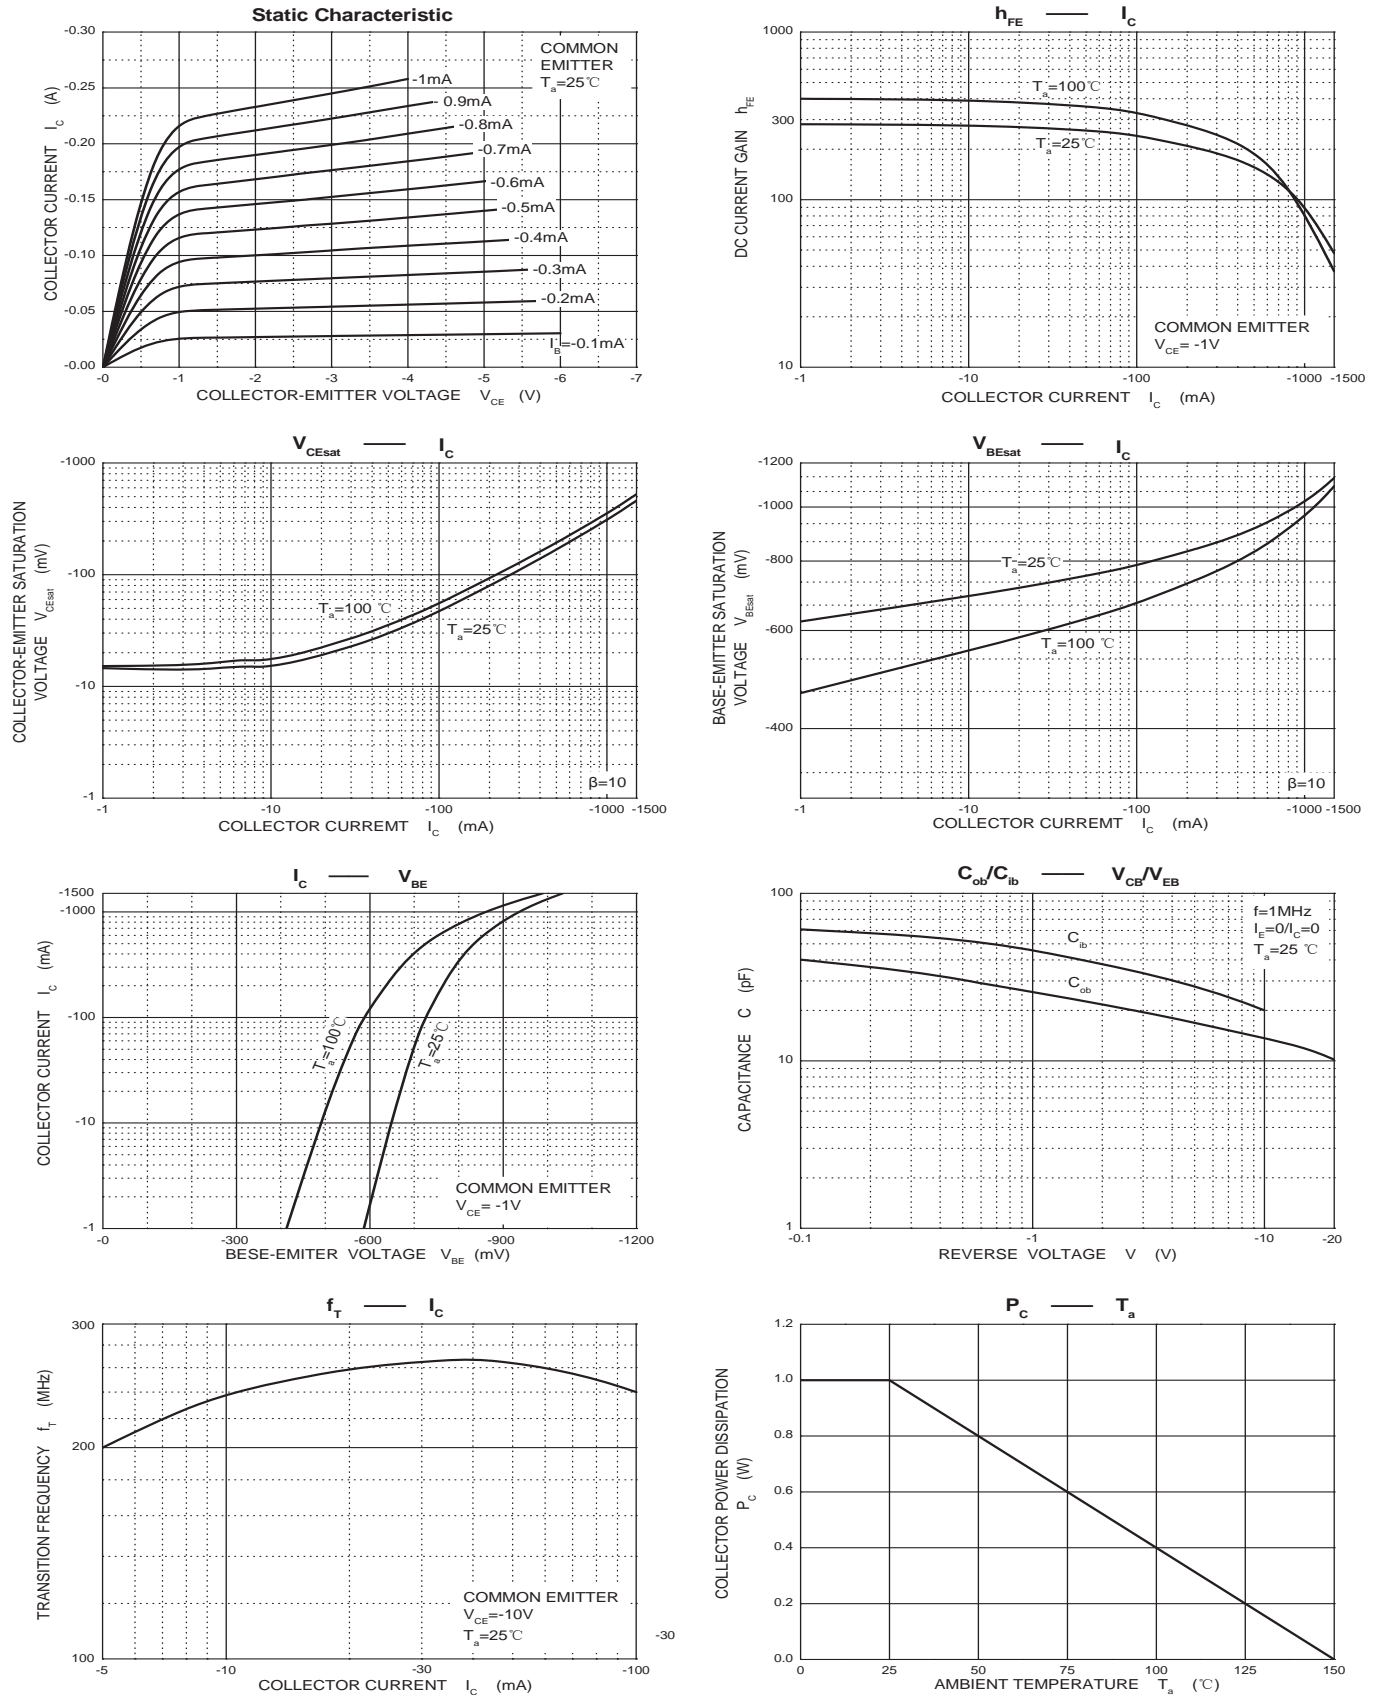 Static Characteristic
-0.30
-0.25
-0.20
-0.15
-0.10
-0.05
-0.00
COLLECTOR CURRENT IC (A)
COMMON
EMITTER
Ta=25℃
-1mA
-0.9mA
-0.8mA
-0.7mA
-0.6mA
-0.5mA
-0.4mA
-0.3mA
-0.2mA
IB=-0.1mA
-0 -1 -2 -3 -4 -5 -6 -7
COLLECTOR-EMITTER VOLTAGE VCE (V)
hFE —— IC
1000
300
100
10
DC CURRENT GAIN hFE
Ta=100℃
Ta=25℃
COMMON EMITTER
VCE= -1V
-1 -10 -100 -1000 -1500
COLLECTOR CURRENT IC (mA)
VCEsat —— IC
-1000
-100
-10
-1
COLLECTOR-EMITTER SATURATION
VOLTAGE VCEsat (mV)
Ta=100 ℃
Ta=25℃
β=10
-1 -10 -100 -1000 -1500
COLLECTOR CURREMT IC (mA)
VBEsat —— IC
-1200
-1000
-800
-600
-400
BASE-EMITTER SATURATION
VOLTAGE VBEsat (mV)
Ta=25℃
Ta=100 ℃
β=10
-1 -10 -100 -1000 -1500
COLLECTOR CURREMT IC (mA)
IC —— VBE
-1500
-1000
-100
-10
-1
COLLECTOR CURRENT IC (mA)
Ta=100℃
Ta=25℃
COMMON EMITTER
VCE= -1V
-0 -300 -600 -900 -1200
BESE-EMITER VOLTAGE VBE (mV)
Cob/Cib —— VCB/VEB
100
10
1
CAPACITANCE C (pF)
f=1MHz
IE=0/IC=0
Ta=25 ℃
Cib
Cob
-0.1 -1 -10 -20
REVERSE VOLTAGE V (V)
fT —— IC
300
200
100
TRANSITION FREQUENCY fT (MHz)
COMMON EMITTER
VCE=-10V
Ta=25℃
-30
-5 -10 -30 -100
COLLECTOR CURRENT IC (mA)
PC —— Ta
1.2
1.0
0.8
0.6
0.4
0.2
0.0
COLLECTOR POWER DISSIPATION
PC (W)
0 25 50 75 100 125 150
AMBIENT TEMPERATURE Ta (℃)